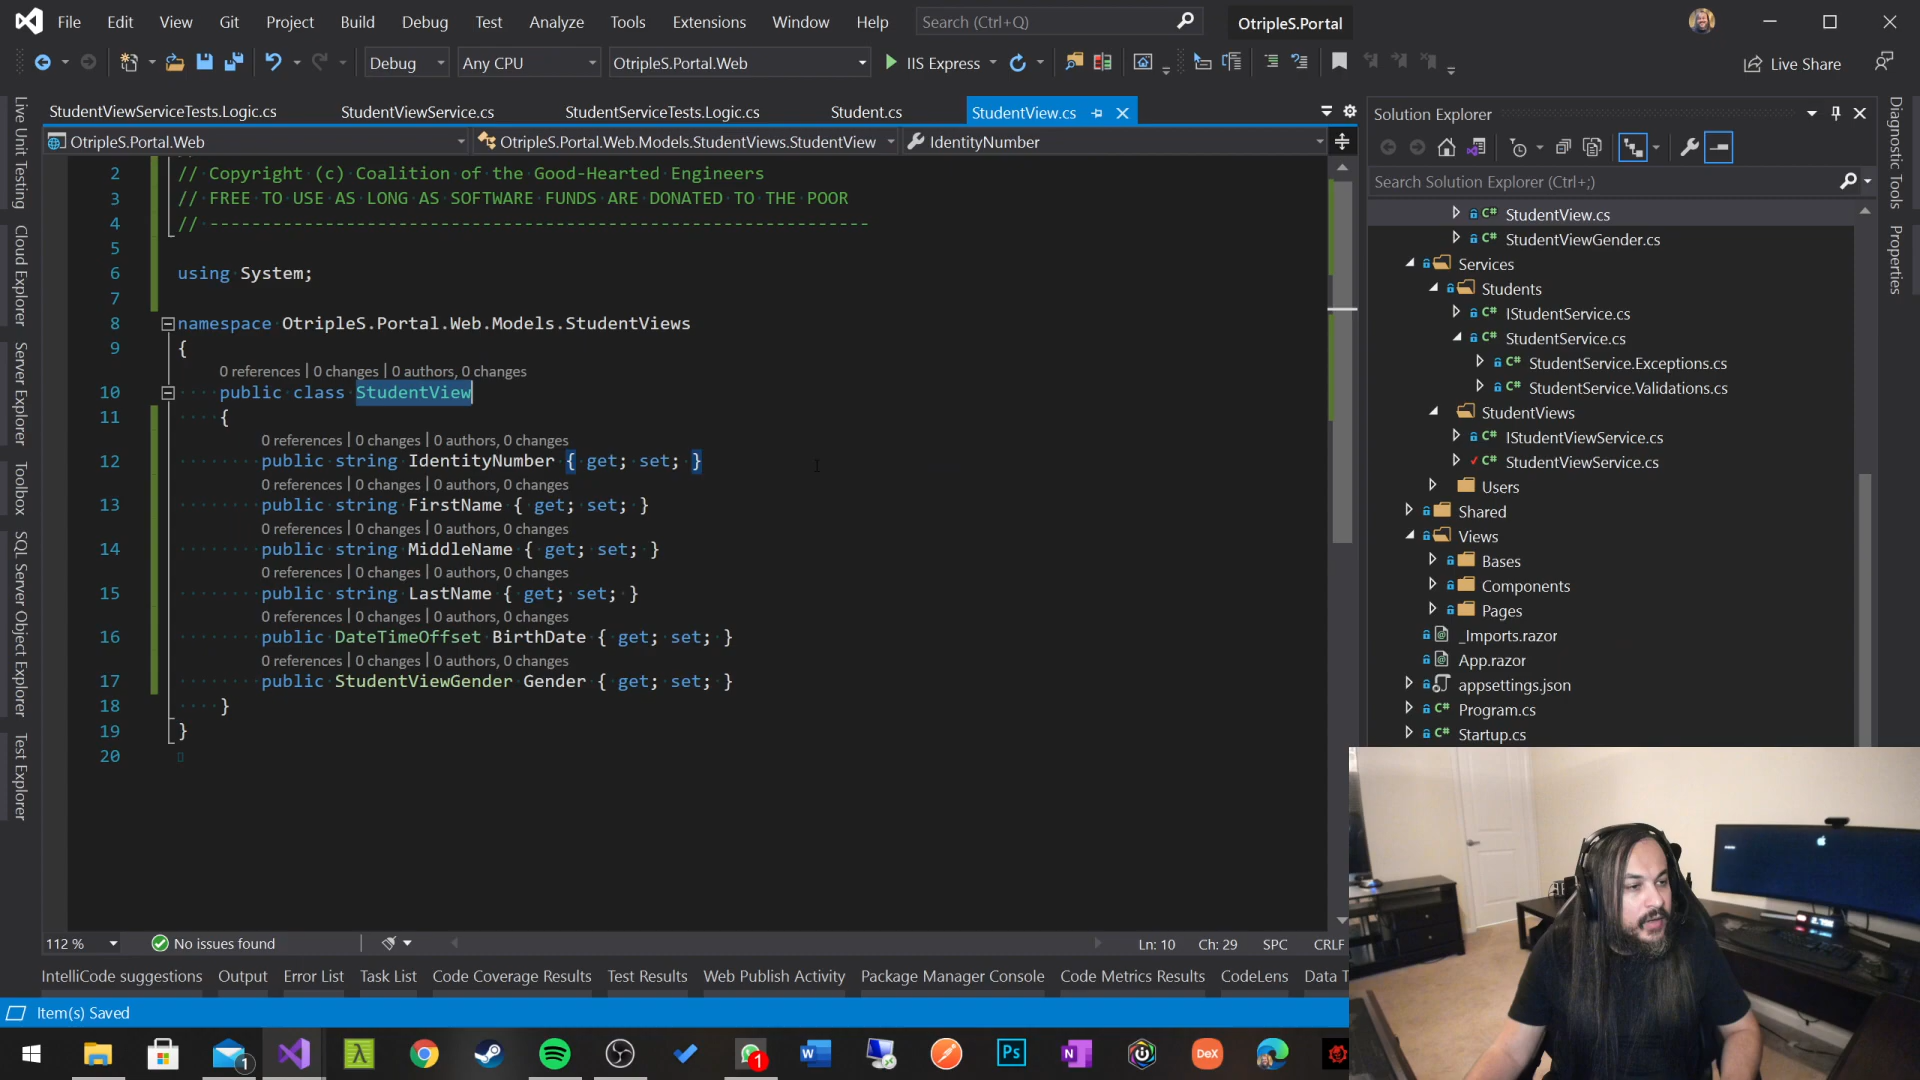 File Edit View Git Project Build Debug Test Analyze Tools Extensions Window Help Search (Ctrl+Q) OtripleS.Portal
Debug Any CPU OtripleS.Portal.Web IIS Express Live Share
StudentViewServiceTests.Logic.cs StudentViewService.cs StudentServiceTests.Logic.cs Student.cs StudentView.cs
OtripleS.Portal.Web OtripleS.Portal.Web.Models.StudentViews.StudentView IdentityNumber
2 // Copyright (c) Coalition of the Good-Hearted Engineers
3 // FREE TO USE AS LONG AS SOFTWARE FUNDS ARE DONATED TO THE POOR
4 // ---------------------------------------------------------------
5
6 using System;
7
8 namespace OtripleS.Portal.Web.Models.StudentViews
9 {
0 references | 0 changes | 0 authors, 0 changes
10 public class StudentView
11 {
0 references | 0 changes | 0 authors, 0 changes
12 public string IdentityNumber { get; set; }
0 references | 0 changes | 0 authors, 0 changes
13 public string FirstName { get; set; }
0 references | 0 changes | 0 authors, 0 changes
14 public string MiddleName { get; set; }
0 references | 0 changes | 0 authors, 0 changes
15 public string LastName { get; set; }
0 references | 0 changes | 0 authors, 0 changes
16 public DateTimeOffset BirthDate { get; set; }
0 references | 0 changes | 0 authors, 0 changes
17 public StudentViewGender Gender { get; set; }
18 }
19 }
20
112 % No issues found Ln: 10 Ch: 29 SPC CRLF
IntelliCode suggestions Output Error List Task List Code Coverage Results Test Results Web Publish Activity Package Manager Console Code Metrics Results CodeLens Data T
Item(s) Saved
Live Unit Testing
Cloud Explorer
Server Explorer
Toolbox
SQL Server Object Explorer
Test Explorer
Solution Explorer
Search Solution Explorer (Ctrl+;)
C# StudentView.cs
C# StudentViewGender.cs
Services
Students
C# IStudentService.cs
C# StudentService.cs
C# StudentService.Exceptions.cs
C# StudentService.Validations.cs
StudentViews
C# IStudentViewService.cs
C# StudentViewService.cs
Users
Shared
Views
Bases
Components
Pages
_Imports.razor
App.razor
appsettings.json
C# Program.cs
C# Startup.cs
Diagnostic Tools
Properties
1
1
W
Ps
N
DeX